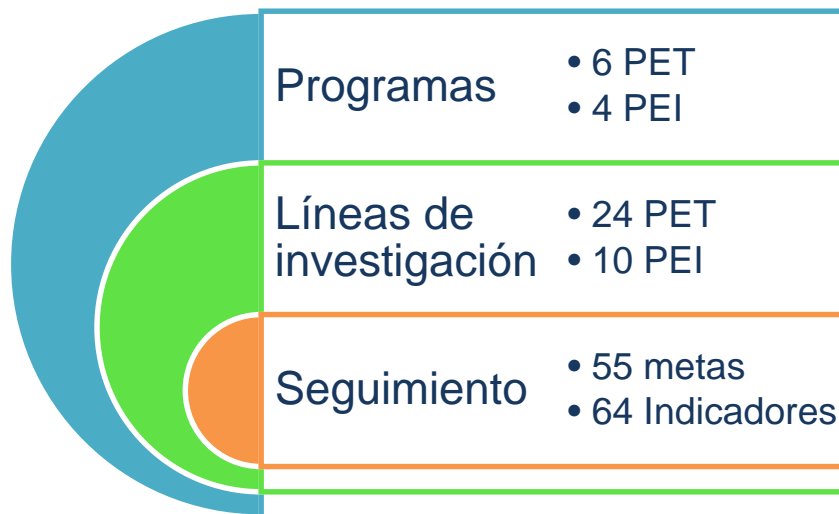 Programas
• 6 PET
• 4 PEI
Líneas de
investigación
• 24 PET
• 10 PEI
Seguimiento
• 55 metas
• 64 Indicadores